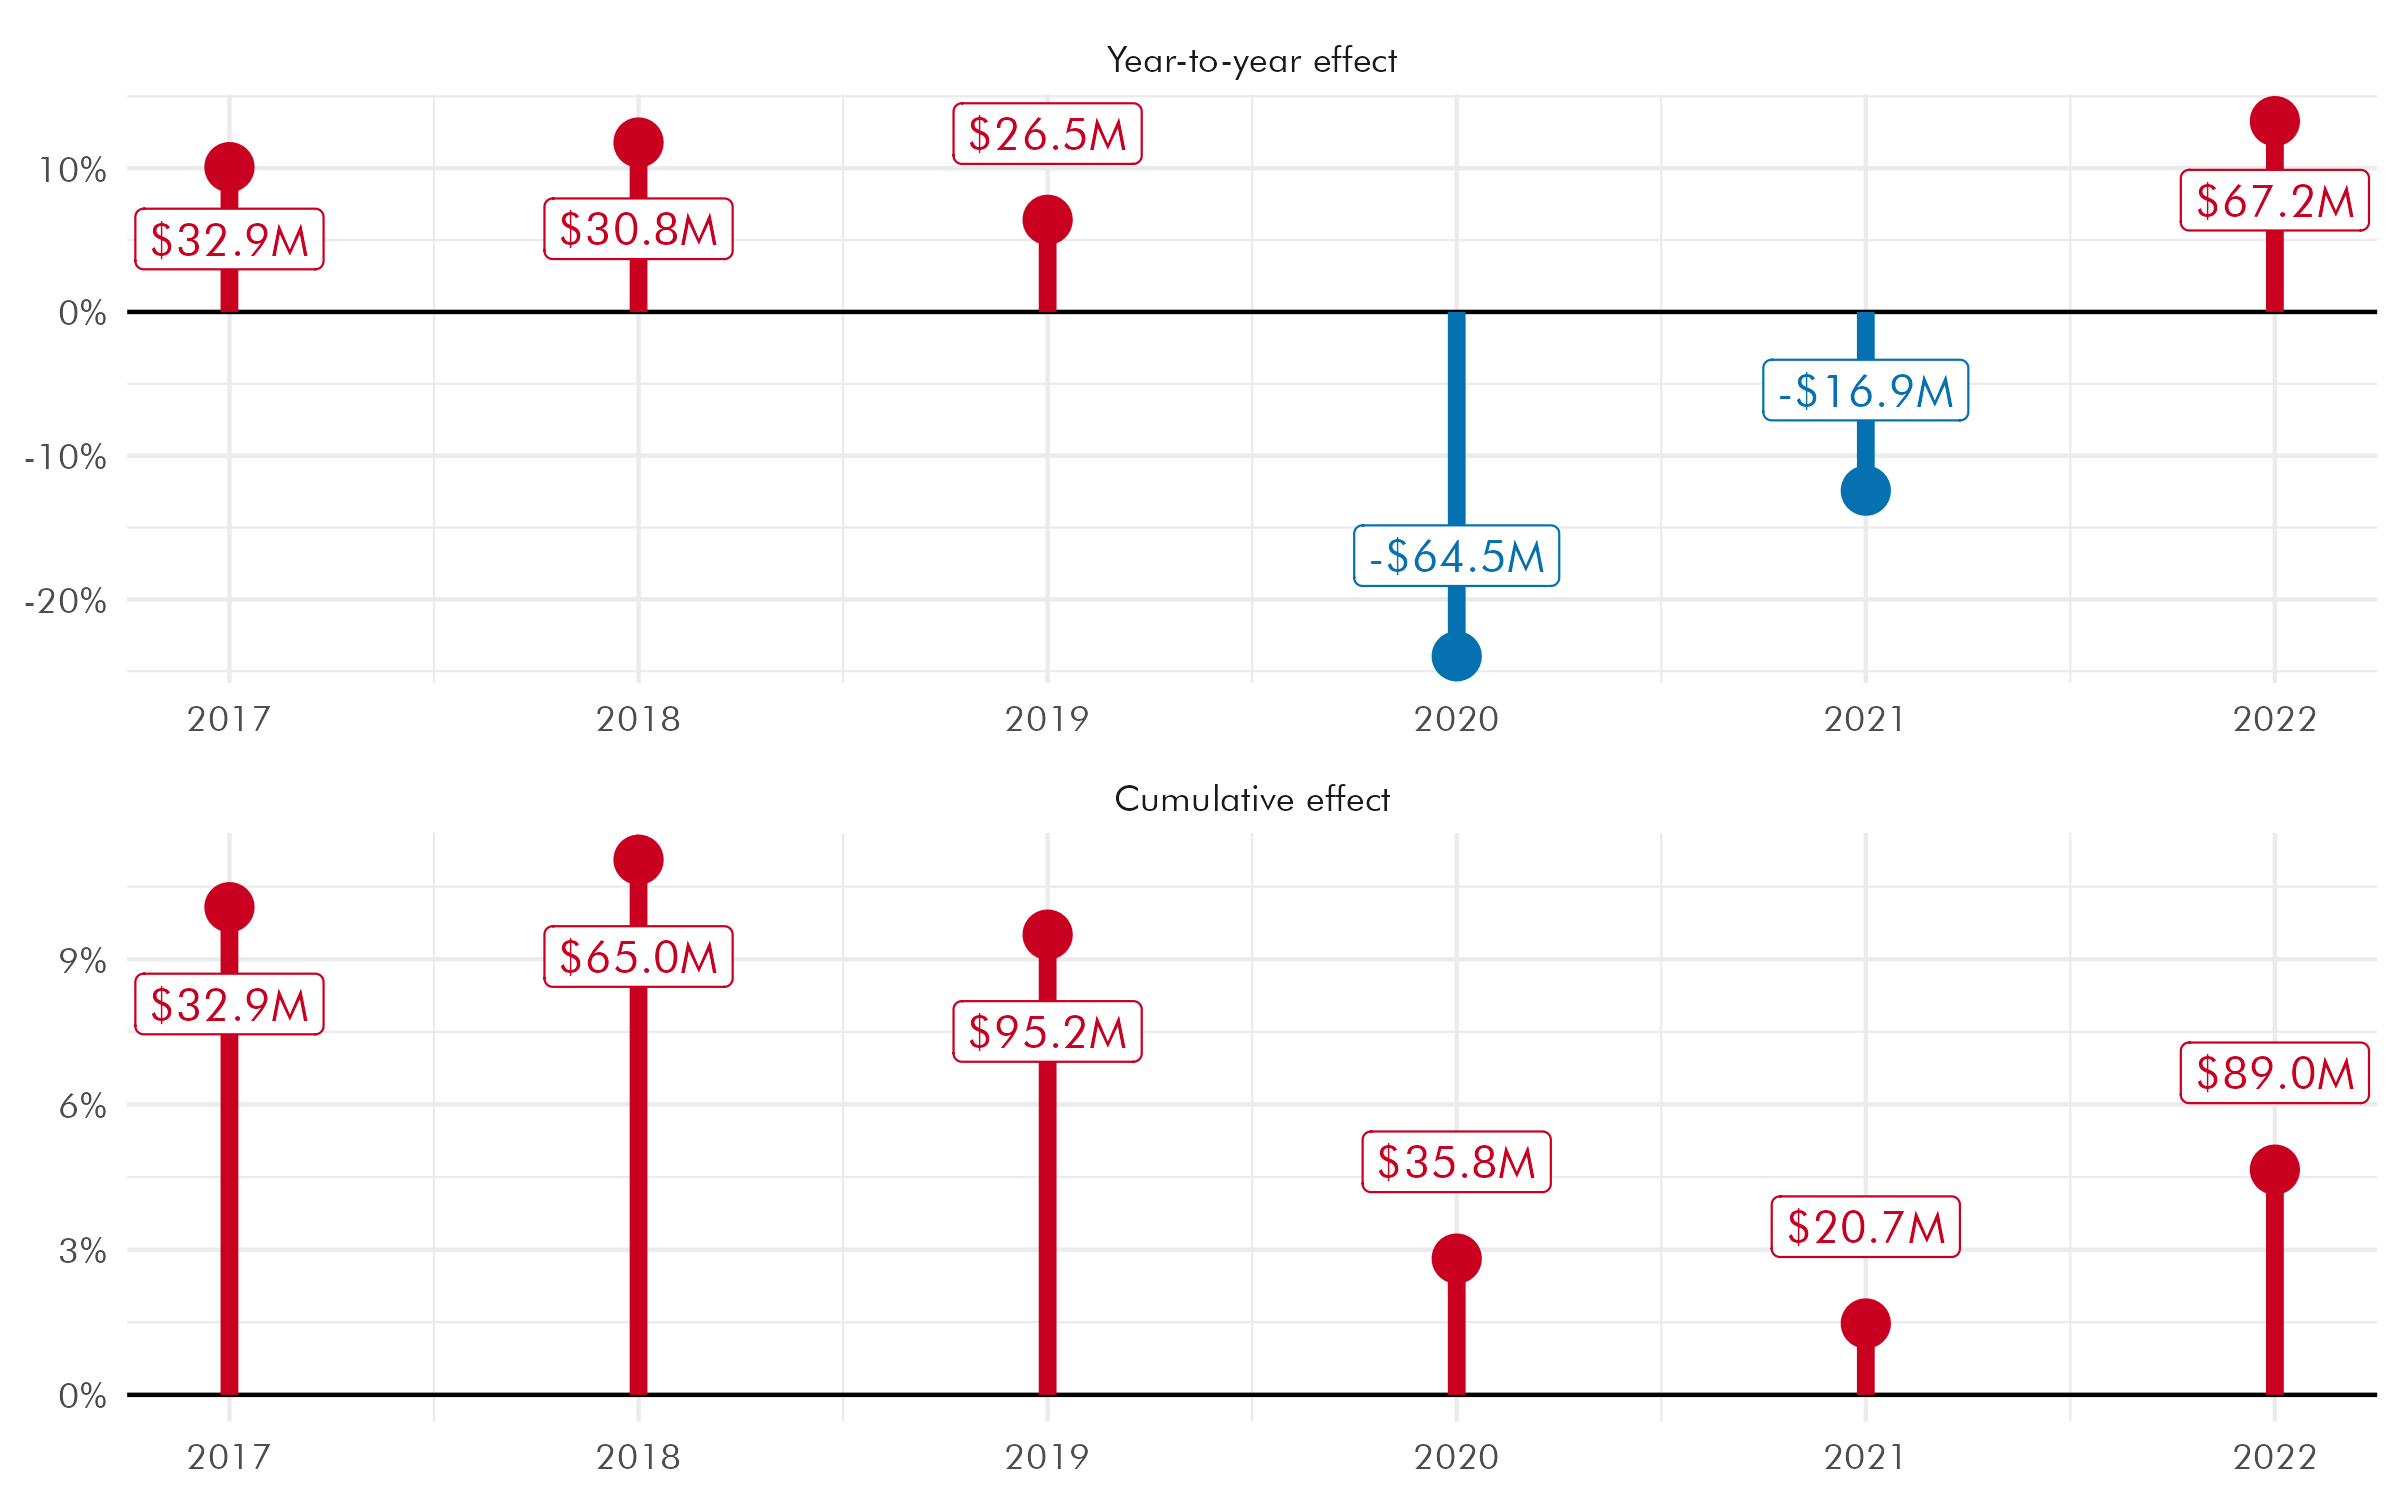 Year-to-year effect
10%
0%
-10%
-20%
$32.9M
$30.8M
$26.5M
-$64.5M
-$16.9M
$67.2M
2017 2018 2019 2020 2021 2022
Cumulative effect
9%
6%
3%
0%
$32.9M
$65.0M
$95.2M
$35.8M
$20.7M
$89.0M
2017 2018 2019 2020 2021 2022